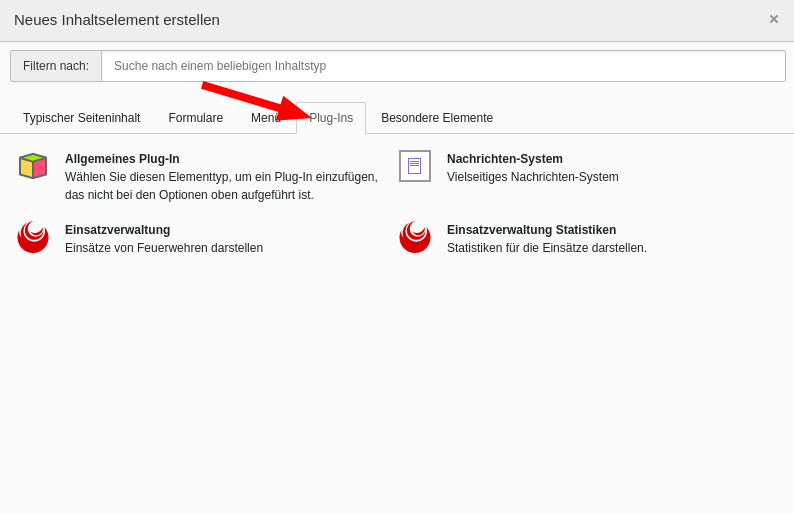 Neues Inhaltselement erstellen ×
Filtern nach: Suche nach einem beliebigen Inhaltstyp
Typischer Seiteninhalt Formulare Menü Plug-Ins Besondere Elemente
Allgemeines Plug-In
Wählen Sie diesen Elementtyp, um ein Plug-In einzufügen,
das nicht bei den Optionen oben aufgeführt ist.
Nachrichten-System
Vielseitiges Nachrichten-System
Einsatzverwaltung
Einsätze von Feuerwehren darstellen
Einsatzverwaltung Statistiken
Statistiken für die Einsätze darstellen.